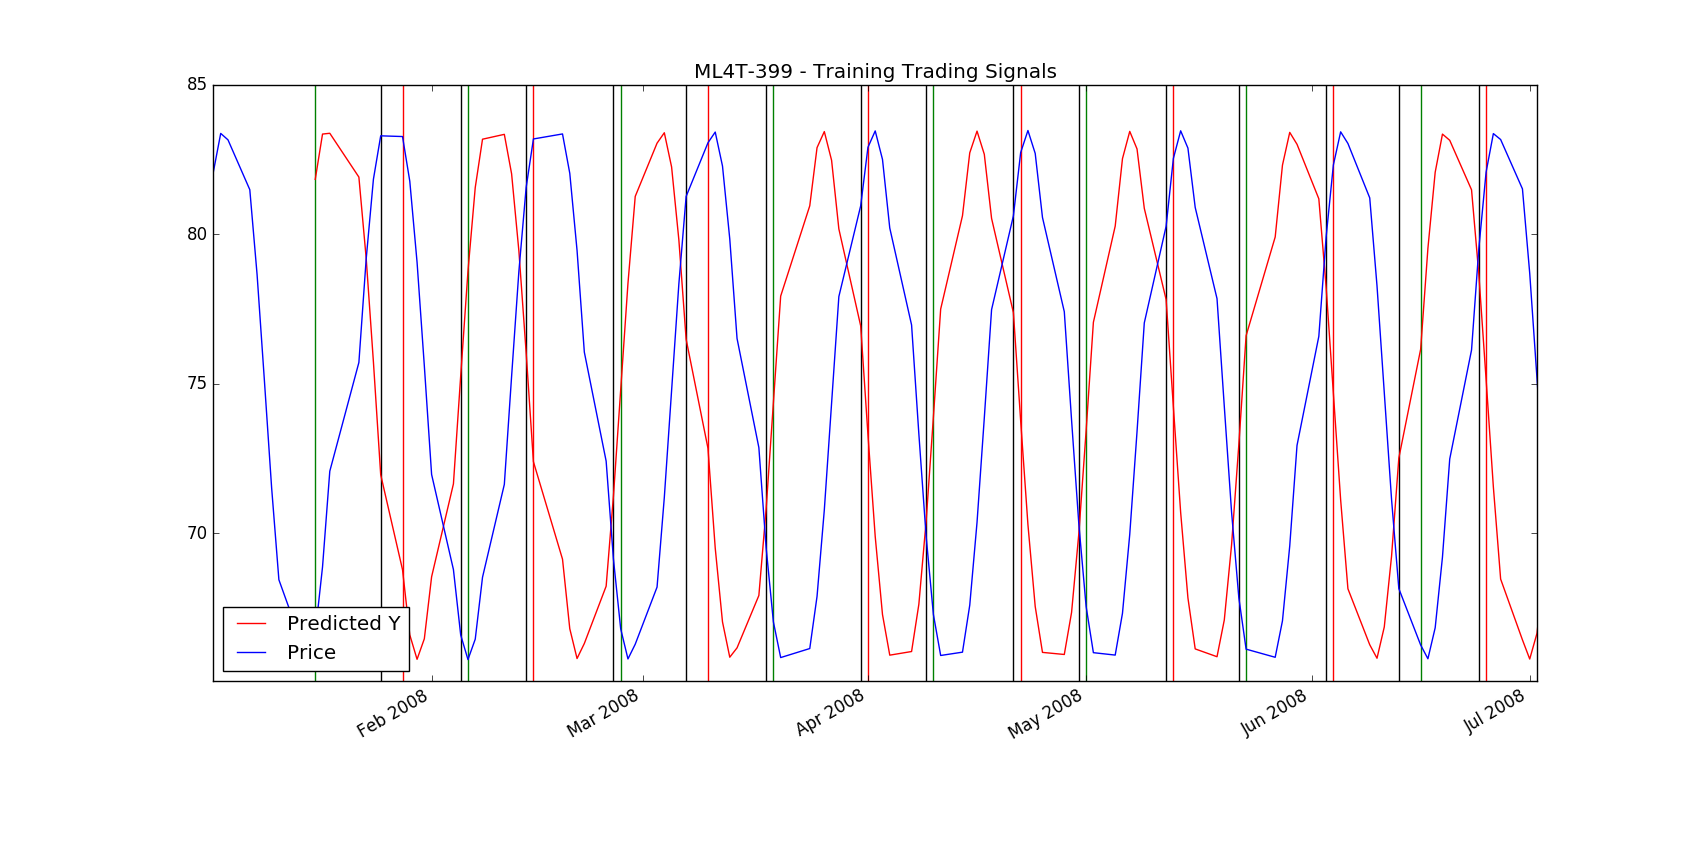 ML4T-399 - Training Trading Signals
85
80
75
70
Predicted Y
Price
Feb 2008
Mar 2008
Apr 2008
May 2008
Jun 2008
Jul 2008